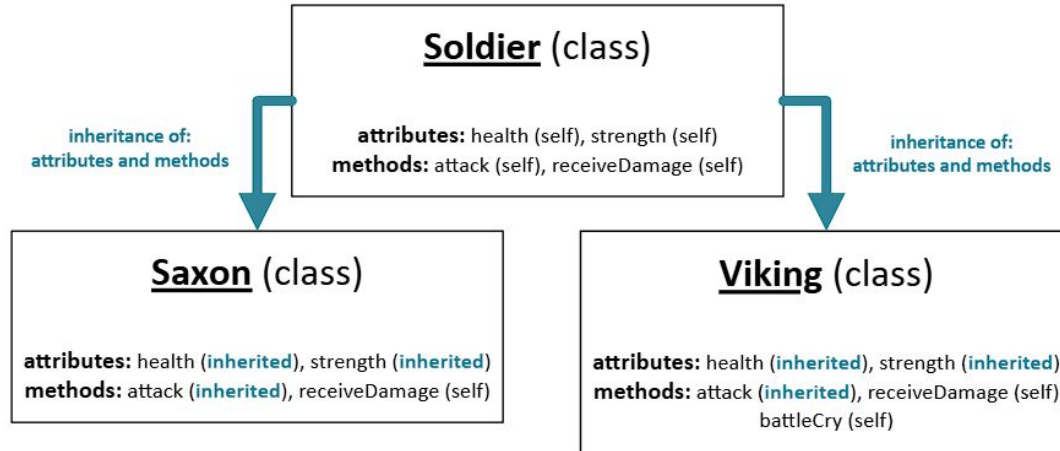 Soldier (class)
attributes: health (self), strength (self)
methods: attack (self), receiveDamage (self)
inheritance of:
attributes and methods
inheritance of:
attributes and methods
Saxon (class)
attributes: health (inherited), strength (inherited)
methods: attack (inherited), receiveDamage (self)
Viking (class)
attributes: health (inherited), strength (inherited)
methods: attack (inherited), receiveDamage (self)
battleCry (self)